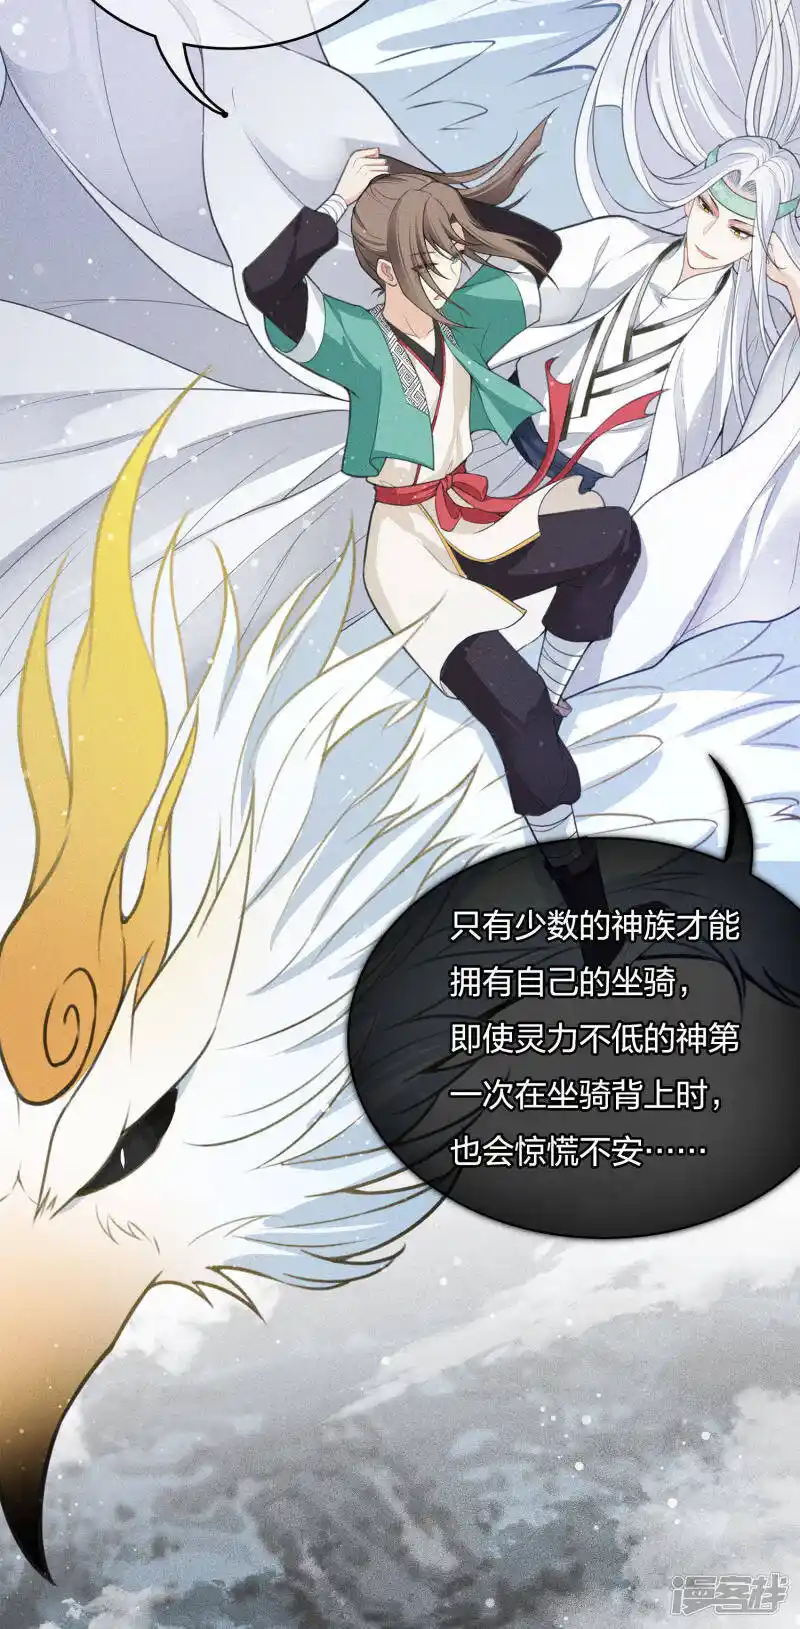 只有少数的神族才能
拥有自己的坐骑，
即使灵力不低的神第
一次在坐骑背上时，
也会惊慌不安……
漫客栈